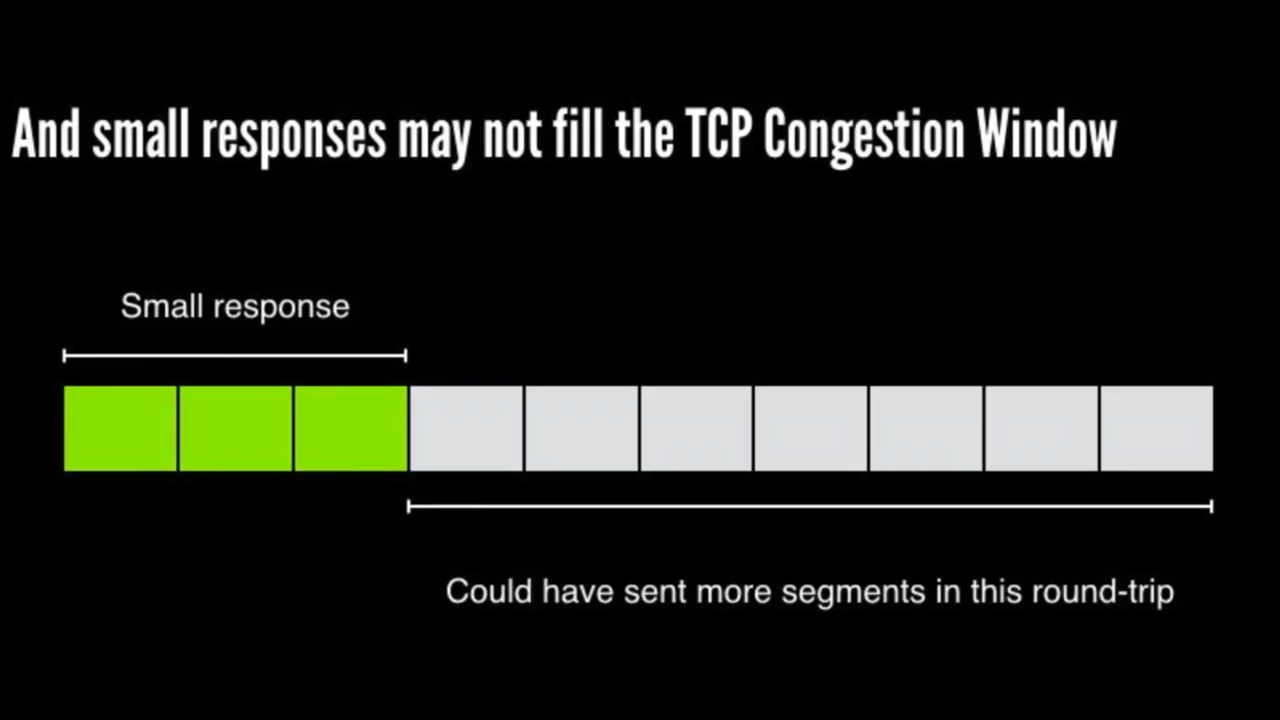 And small responses may not fill the TCP Congestion Window
Small response
Could have sent more segments in this round-trip